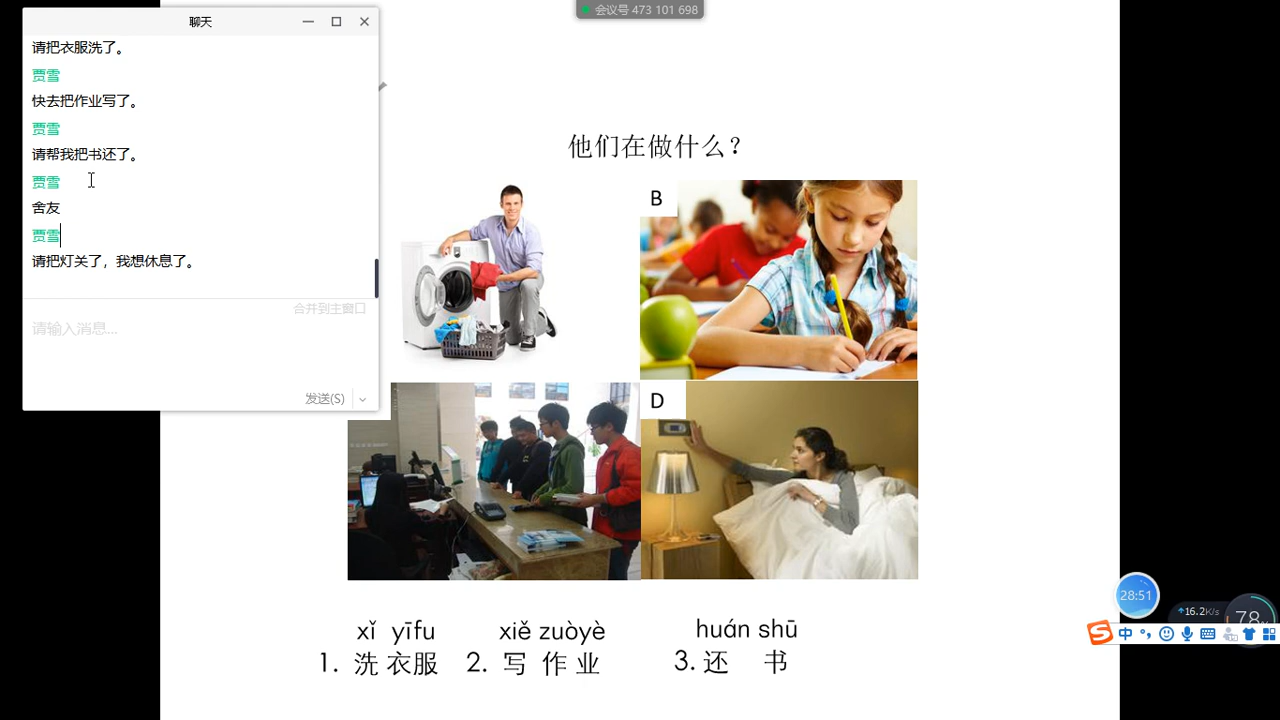 聊天
请把衣服洗了。
贾雪
快去把作业写了。
贾雪
请帮我把书还了。
贾雪
舍友
贾雪
请把灯关了，我想休息了。
合并到主窗口
请输入消息...
发送(S)
会议号 473 101 698
他们在做什么？
B
D
xǐ yīfu
xiě zuòyè
huán shū
1. 洗 衣服
2. 写 作 业
3. 还 书
28:51
16.2K/s
78
中